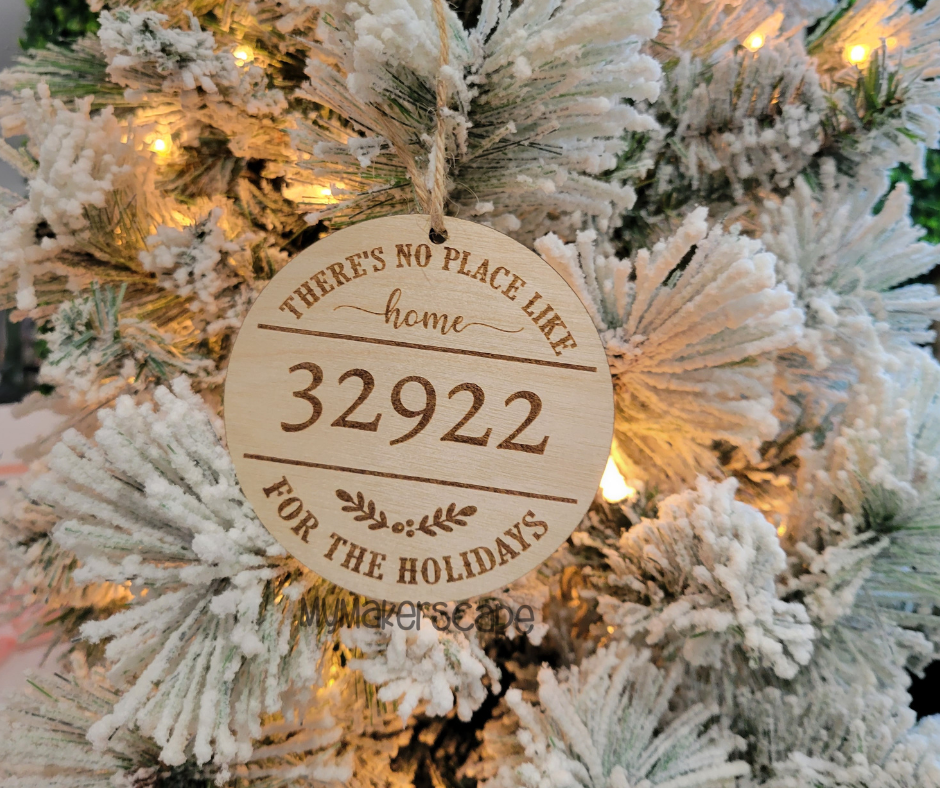 THERE'S NO PLACE LIKE
home
32922
FOR THE HOLIDAYS
MyMakerscape